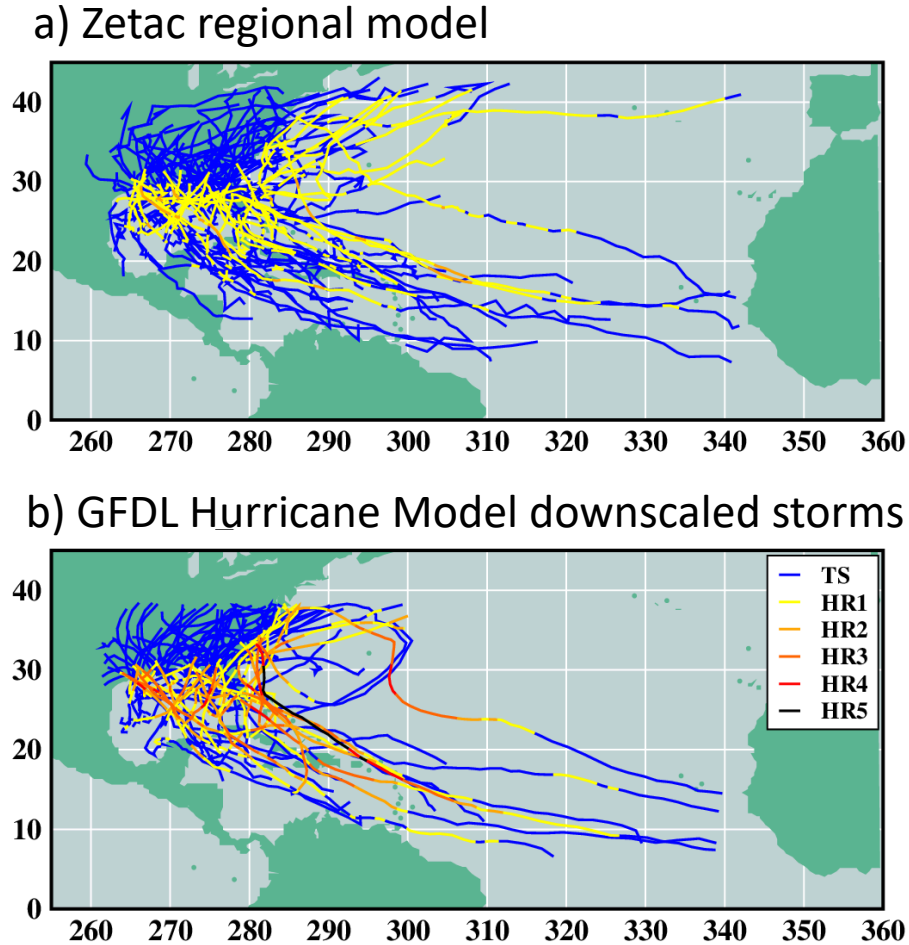 a) Zetac regional model
40
30
20
10
0
260 270 280 290 300 310 320 330 340 350 360
b) GFDL Hurricane Model downscaled storms
40
30
20
10
0
TS
HR1
HR2
HR3
HR4
HR5
260 270 280 290 300 310 320 330 340 350 360